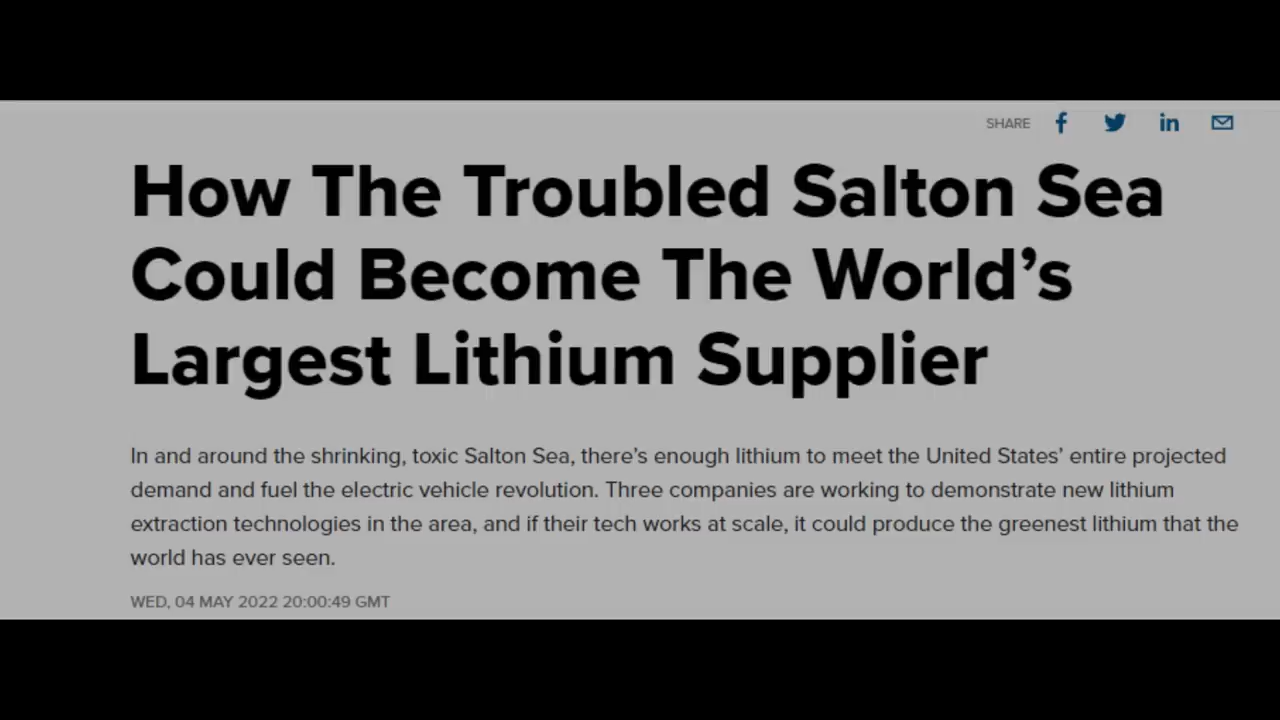 SHARE
How The Troubled Salton Sea
Could Become The World’s
Largest Lithium Supplier
In and around the shrinking, toxic Salton Sea, there’s enough lithium to meet the United States’ entire projected
demand and fuel the electric vehicle revolution. Three companies are working to demonstrate new lithium
extraction technologies in the area, and if their tech works at scale, it could produce the greenest lithium that the
world has ever seen.
WED, 04 MAY 2022 20:00:49 GMT